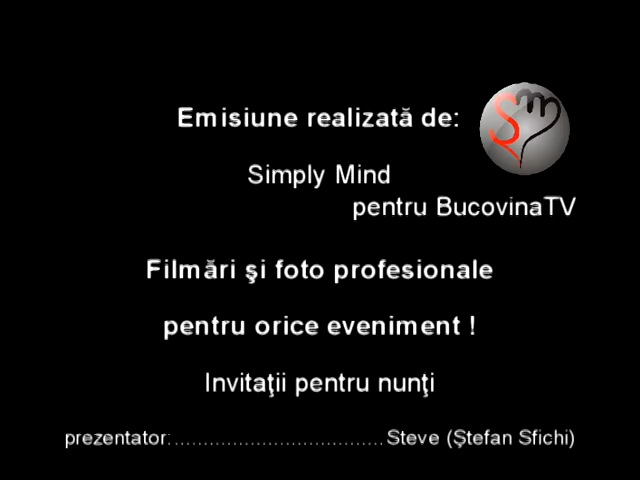 Emisiune realizată de:
Simply Mind
pentru BucovinaTV
Filmări şi foto profesionale
pentru orice eveniment !
Invitaţii pentru nunţi
prezentator:....................................Steve (Ştefan Sfichi)